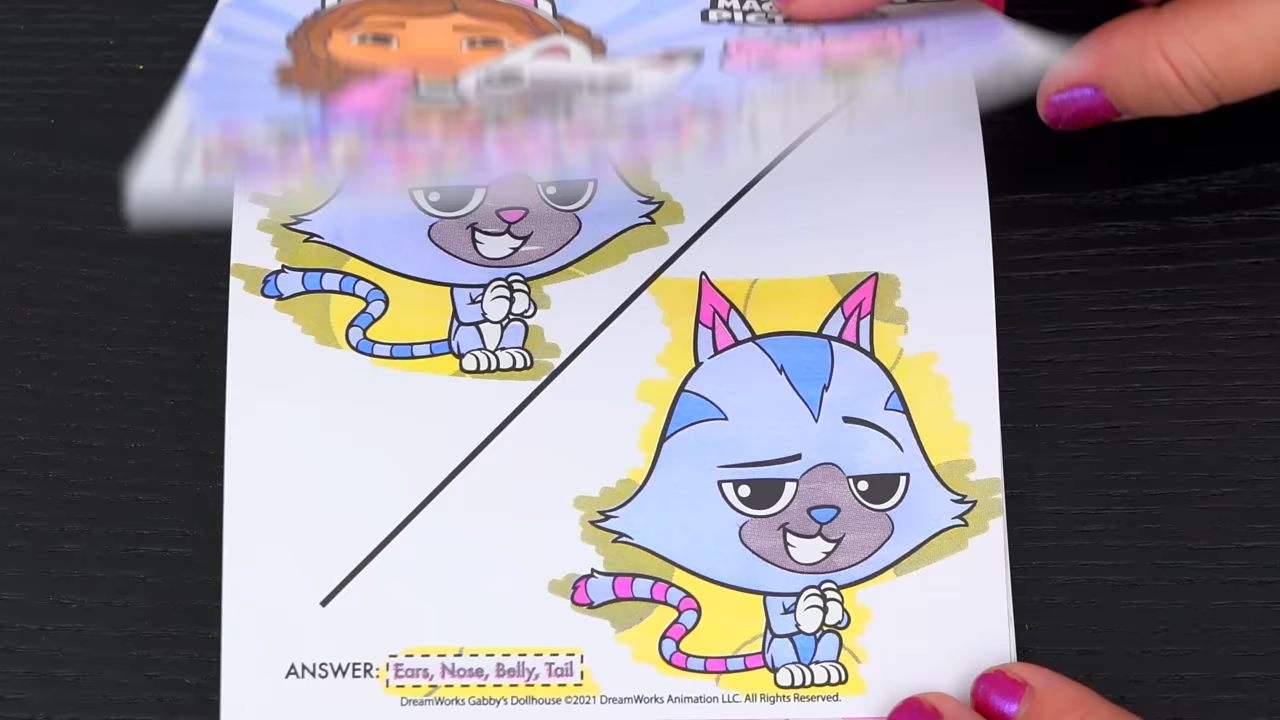 ANSWER: Ears, Nose, Belly, Tail
DreamWorks Gabby's Dollhouse ©2021 DreamWorks Animation LLC. All Rights Reserved.